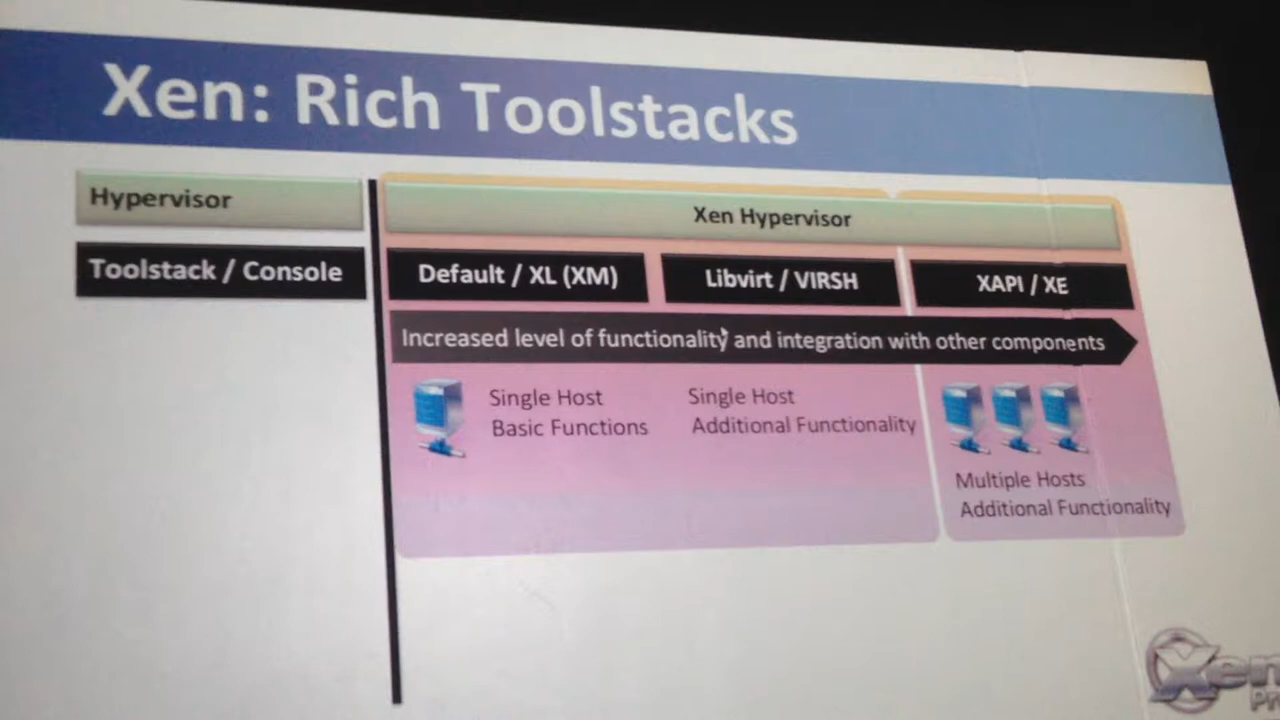 Xen: Rich Toolstacks
Hypervisor
Xen Hypervisor
Toolstack / Console
Default / XL (XM)
Libvirt / VIRSH
XAPI / XE
Increased level of functionality and integration with other components
Single Host
Basic Functions
Single Host
Additional Functionality
Multiple Hosts
Additional Functionality
Xen